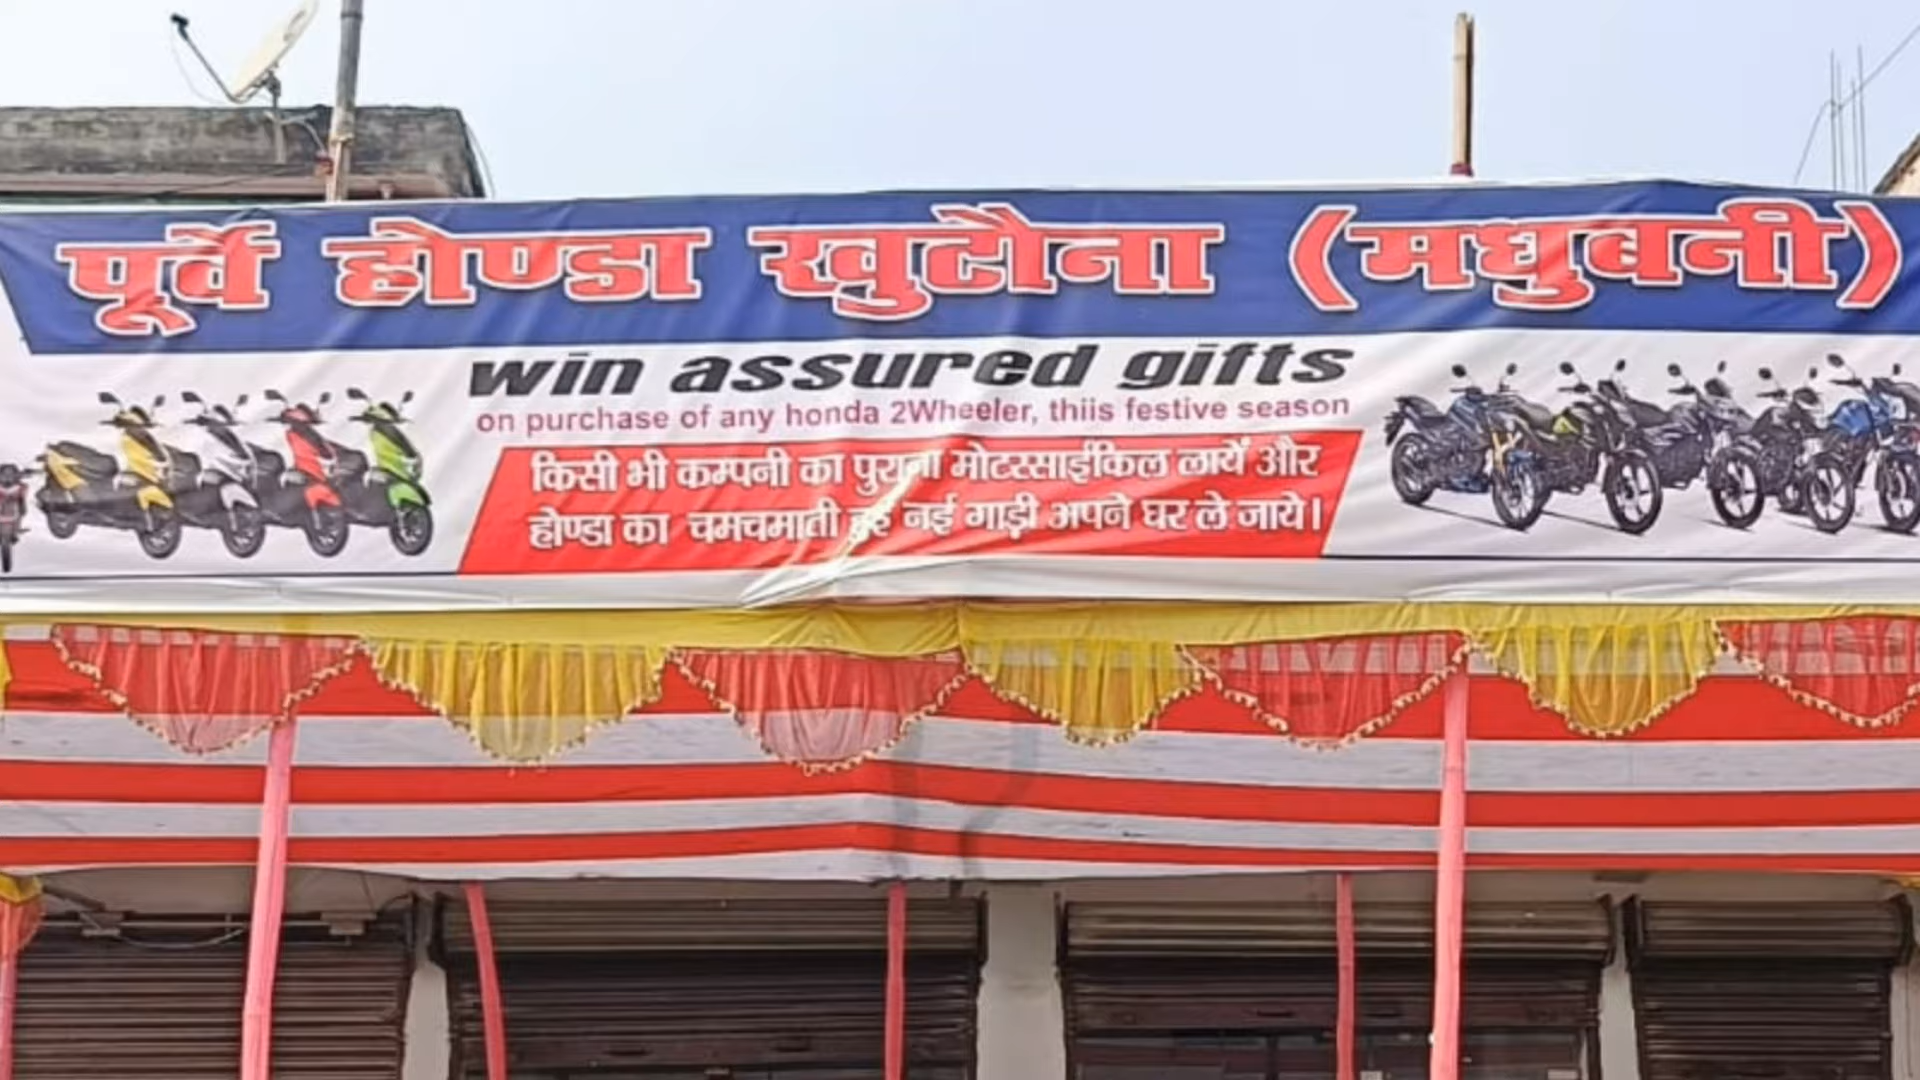 पूर्वे होण्डा खुटौना (मधुबनी)
win assured gifts
on purchase of any honda 2Wheeler, thiis festive season
किसी भी कम्पनी का पुराना मोटरसाईकिल लायें और
होण्डा का चमचमाती हुई नई गाड़ी अपने घर ले जाये।